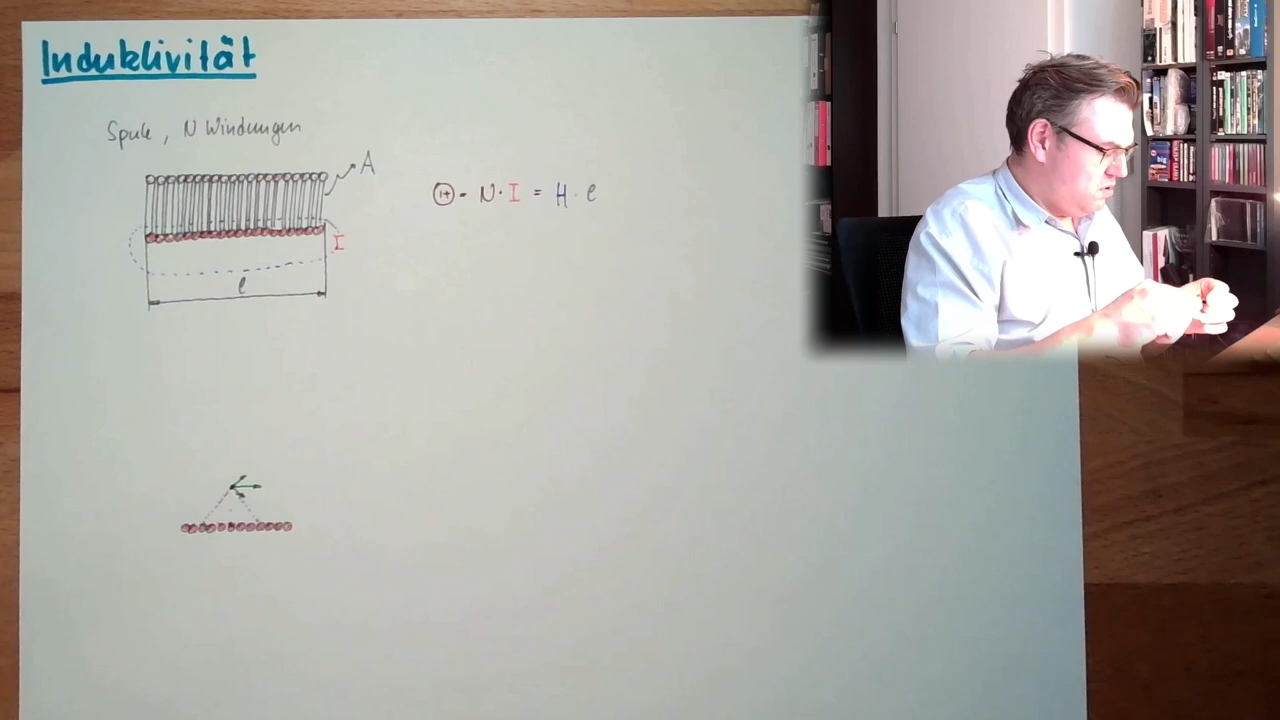 Induktivität
Spule, N Windungen
A
Θ = N · I = H · l
I
l